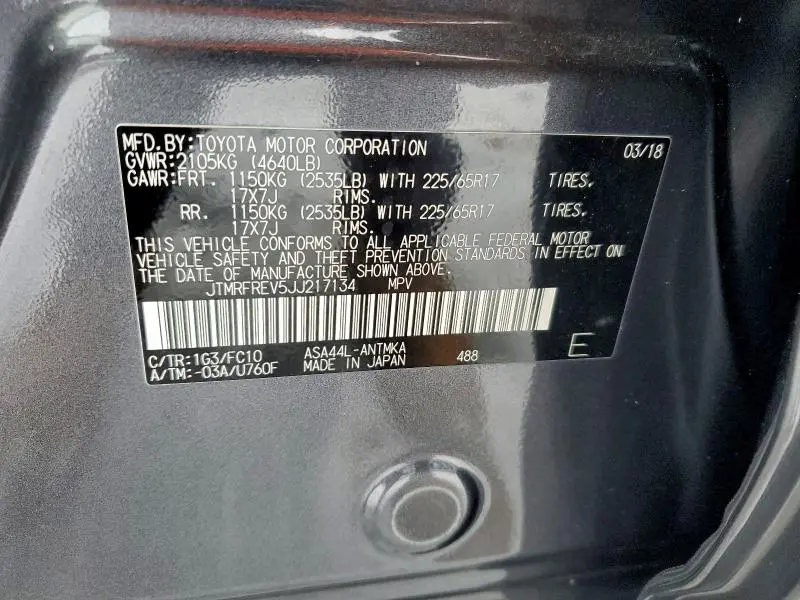 MFD.BY:TOYOTA MOTOR CORPORATION 03/18
GVWR:2105KG (4640LB)
GAWR:FRT. 1150KG (2535LB) WITH 225/65R17 TIRES.
17X7J RIMS.
RR. 1150KG (2535LB) WITH 225/65R17 TIRES.
17X7J RIMS.
THIS VEHICLE CONFORMS TO ALL APPLICABLE FEDERAL MOTOR
VEHICLE SAFETY AND THEFT PREVENTION STANDARDS IN EFFECT ON
THE DATE OF MANUFACTURE SHOWN ABOVE.
JTMRFREV5JJ217134 MPV
C/TR:1G3/FC10 ASA44L-ANTMKA 488 E
A/TM:-03A/U760F MADE IN JAPAN